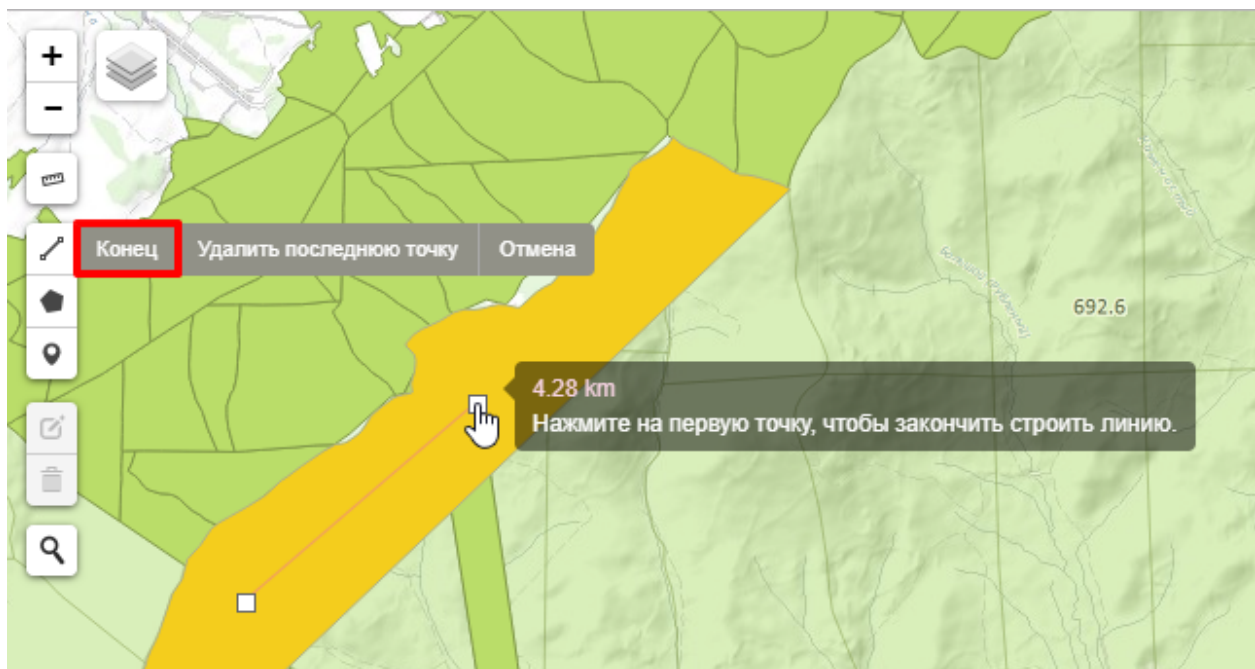 +
−
Конец Удалить последнюю точку Отмена
692.6
4.28 km
Нажмите на первую точку, чтобы закончить строить линию.